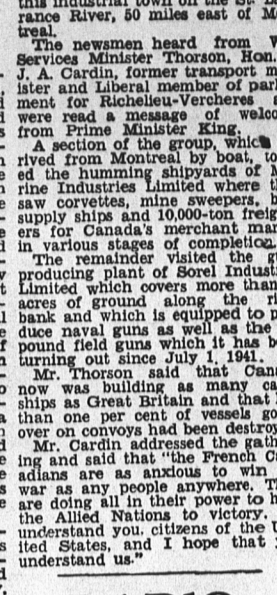 this industrial town on the St.
rance River, 50 miles east of M
treal.
The newsmen heard from W
Services Minister Thorson, Hon.
J. A. Cardin, former transport m
ister and Liberal member of parl
ment for Richelieu-Vercheres
were read a message of welco
from Prime Minister King.
A section of the group, which
rived from Montreal by boat, to
ed the humming shipyards of M
rine Industries Limited where t
saw corvettes, mine sweepers, b
supply ships and 10,000-ton freig
ers for Canada's merchant mar
in various stages of completion.
The remainder visited the g
producing plant of Sorel Indust
Limited which covers more than
acres of ground along the ri
bank and which is equipped to p
duce naval guns as well as the
pound field guns which it has be
turning out since July 1, 1941.
Mr. Thorson said that Cana
now was building as many ca
ships as Great Britain and that
than one per cent of vessels go
over on convoys had been destroy
Mr. Cardin addressed the gath
ing and said that "the French C
adians are as anxious to win
war as any people anywhere. T
are doing all in their power to h
the Allied Nations to victory.
understand you, citizens of the U
ited States, and I hope that
understand us."